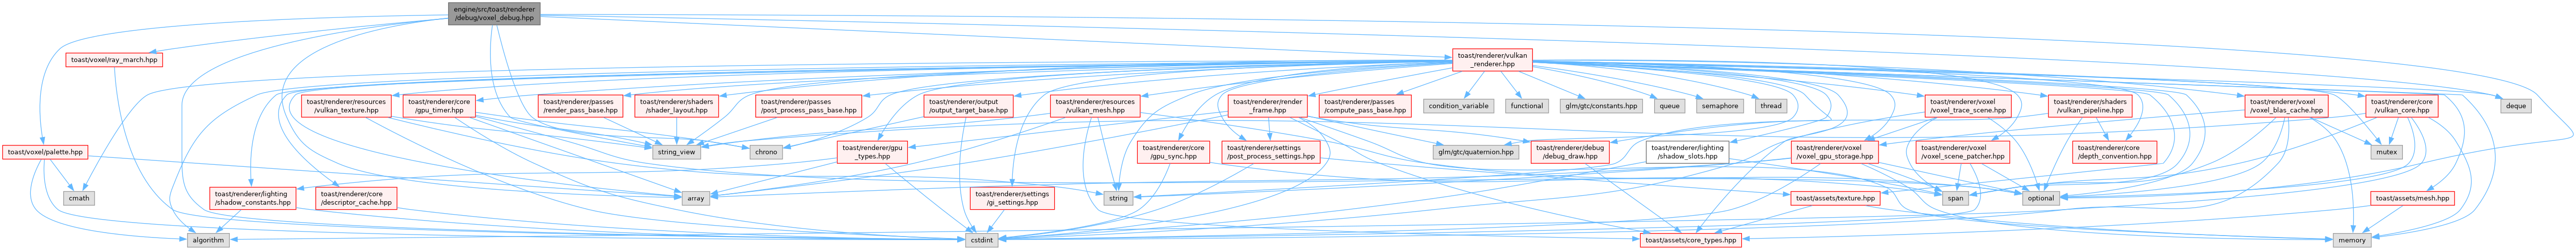 engine/src/toast/renderer
/debug/voxel_debug.hpp
toast/voxel/ray_march.hpp
toast/renderer/vulkan
_renderer.hpp
toast/renderer/resources
/vulkan_texture.hpp
toast/renderer/core
/gpu_timer.hpp
toast/renderer/passes
/render_pass_base.hpp
toast/renderer/shaders
/shader_layout.hpp
toast/renderer/passes
/post_process_pass_base.hpp
toast/renderer/output
/output_target_base.hpp
toast/renderer/resources
/vulkan_mesh.hpp
toast/renderer/render
_frame.hpp
toast/renderer/passes
/compute_pass_base.hpp
condition_variable
functional
glm/gtc/constants.hpp
queue
semaphore
thread
toast/renderer/voxel
/voxel_trace_scene.hpp
toast/renderer/shaders
/vulkan_pipeline.hpp
toast/renderer/voxel
/voxel_blas_cache.hpp
toast/renderer/core
/vulkan_core.hpp
deque
toast/voxel/palette.hpp
string_view
chrono
toast/renderer/gpu
_types.hpp
toast/renderer/core
/gpu_sync.hpp
toast/renderer/settings
/post_process_settings.hpp
glm/gtc/quaternion.hpp
toast/renderer/debug
/debug_draw.hpp
toast/renderer/lighting
/shadow_slots.hpp
toast/renderer/voxel
/voxel_gpu_storage.hpp
toast/renderer/voxel
/voxel_scene_patcher.hpp
toast/renderer/core
/depth_convention.hpp
mutex
cmath
toast/renderer/lighting
/shadow_constants.hpp
toast/renderer/core
/descriptor_cache.hpp
array
toast/renderer/settings
/gi_settings.hpp
string
toast/assets/texture.hpp
span
optional
toast/assets/mesh.hpp
algorithm
cstdint
toast/assets/core_types.hpp
memory